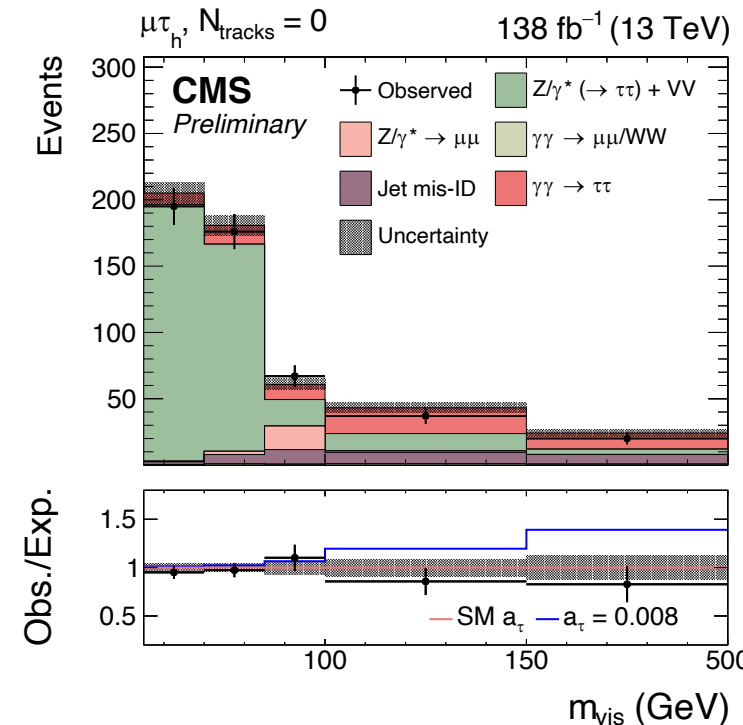 μτh, Ntracks = 0
138 fb−1 (13 TeV)
Events
300
250
200
150
100
50
CMS
Preliminary
Observed
Z/γ* (→ ττ) + VV
Z/γ* → μμ
γγ → μμ/WW
Jet mis-ID
γγ → ττ
Uncertainty
Obs./Exp.
1.5
1
0.5
SM aτ
aτ = 0.008
100
150
500
mvis (GeV)